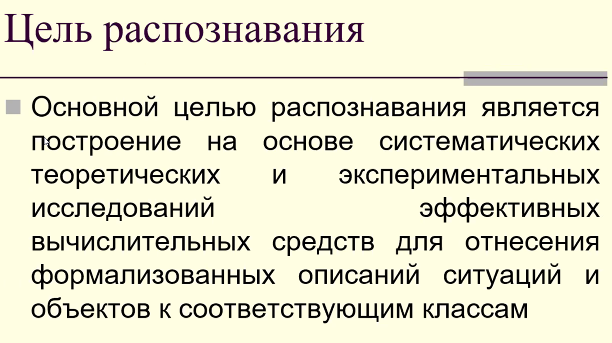 Цель распознавания
Основной целью распознавания является
построение на основе систематических
теоретических и экспериментальных
исследований эффективных
вычислительных средств для отнесения
формализованных описаний ситуаций и
объектов к соответствующим классам